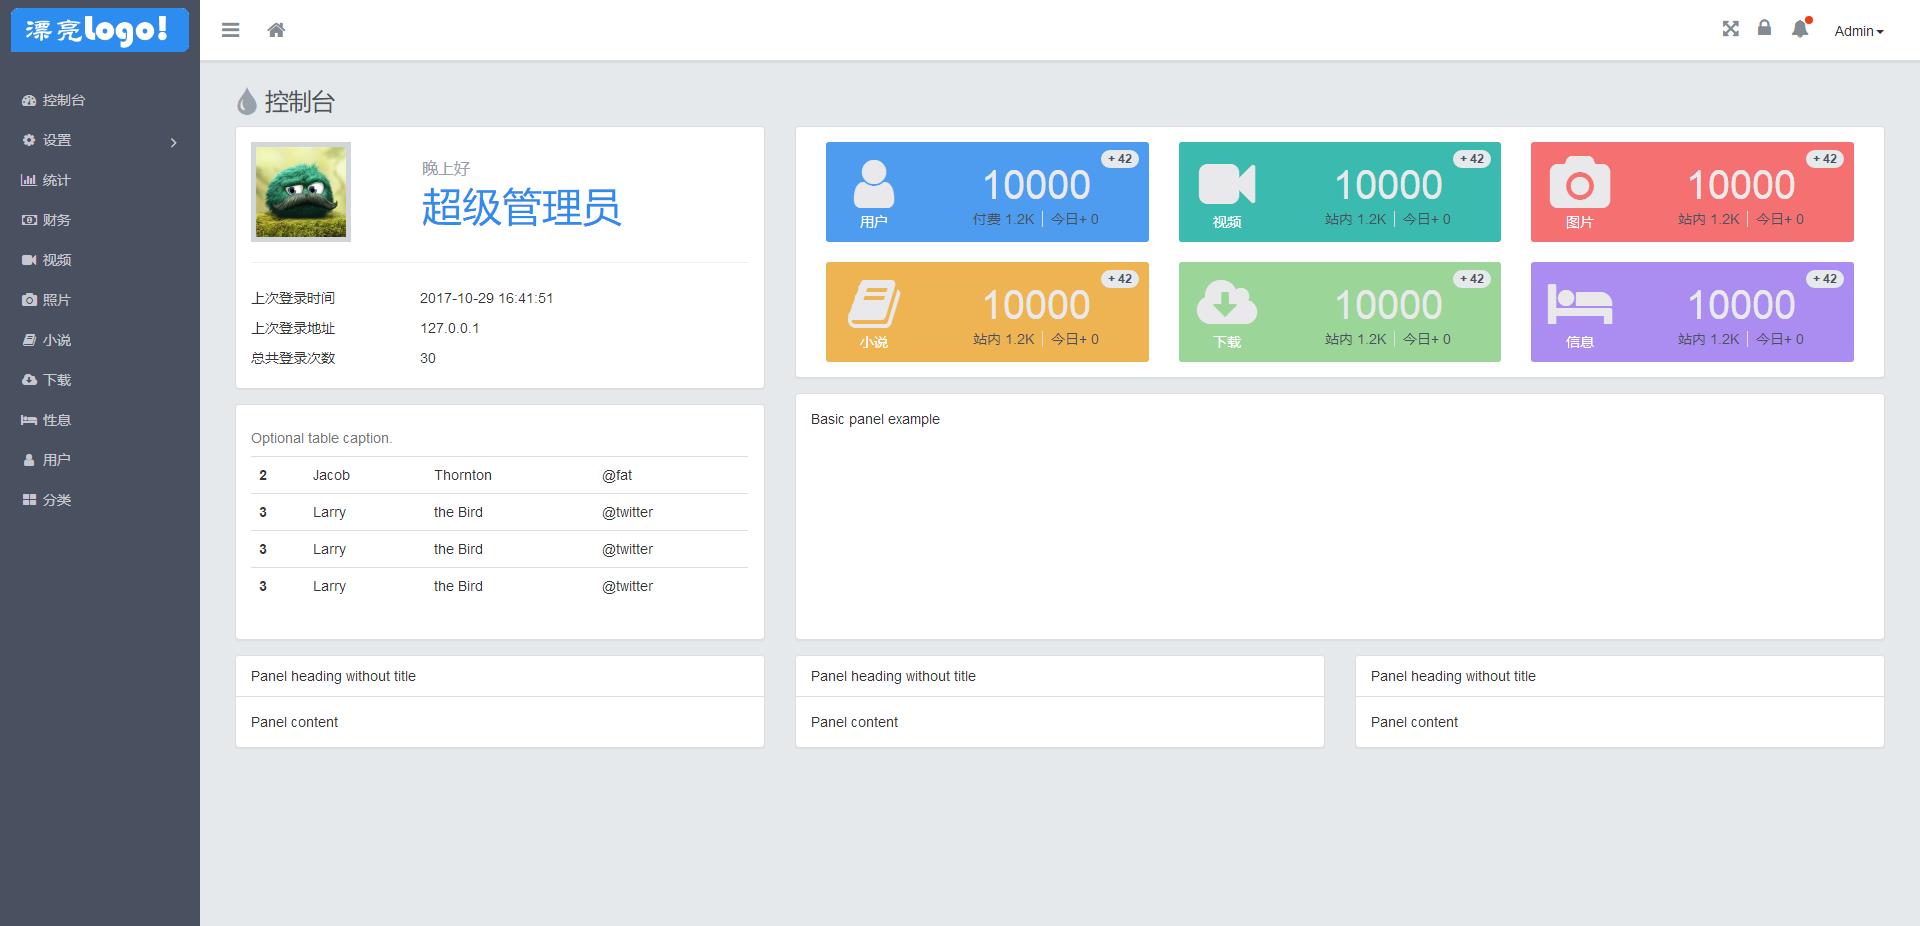 漂亮logo!
Admin
控制台
设置
统计
财务
视频
照片
小说
下载
性息
用户
分类
控制台
晚上好
超级管理员
上次登录时间 2017-10-29 16:41:51
上次登录地址 127.0.0.1
总共登录次数 30
+ 42
10000
用户
付费 1.2K 今日+ 0
+ 42
10000
视频
站内 1.2K 今日+ 0
+ 42
10000
图片
站内 1.2K 今日+ 0
+ 42
10000
小说
站内 1.2K 今日+ 0
+ 42
10000
下载
站内 1.2K 今日+ 0
+ 42
10000
信息
站内 1.2K 今日+ 0
Optional table caption.
2 Jacob Thornton @fat
3 Larry the Bird @twitter
3 Larry the Bird @twitter
3 Larry the Bird @twitter
Basic panel example
Panel heading without title
Panel content
Panel heading without title
Panel content
Panel heading without title
Panel content